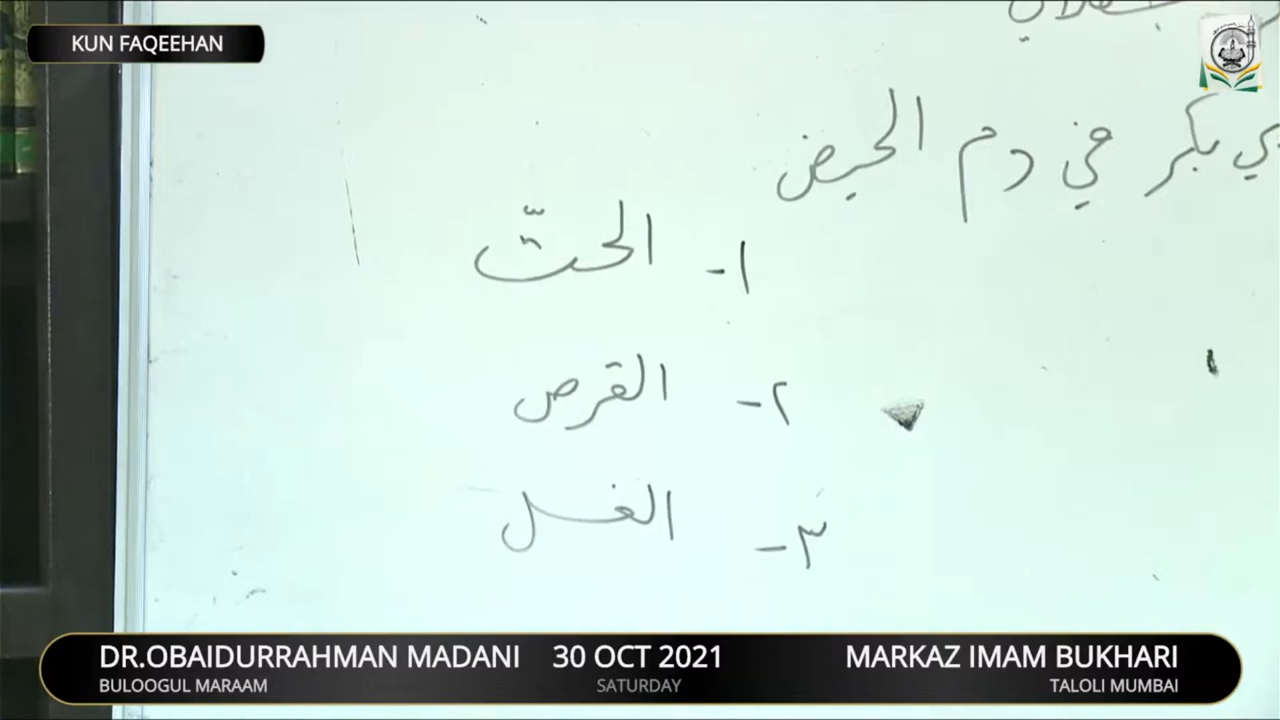 KUN FAQEEHAN
بي بكر في دم الحيض
١- الحتّ
٢- القرص
٣- الغسل
DR.OBAIDURRAHMAN MADANI 30 OCT 2021 MARKAZ IMAM BUKHARI
BULOOGUL MARAAM SATURDAY TALOLI MUMBAI